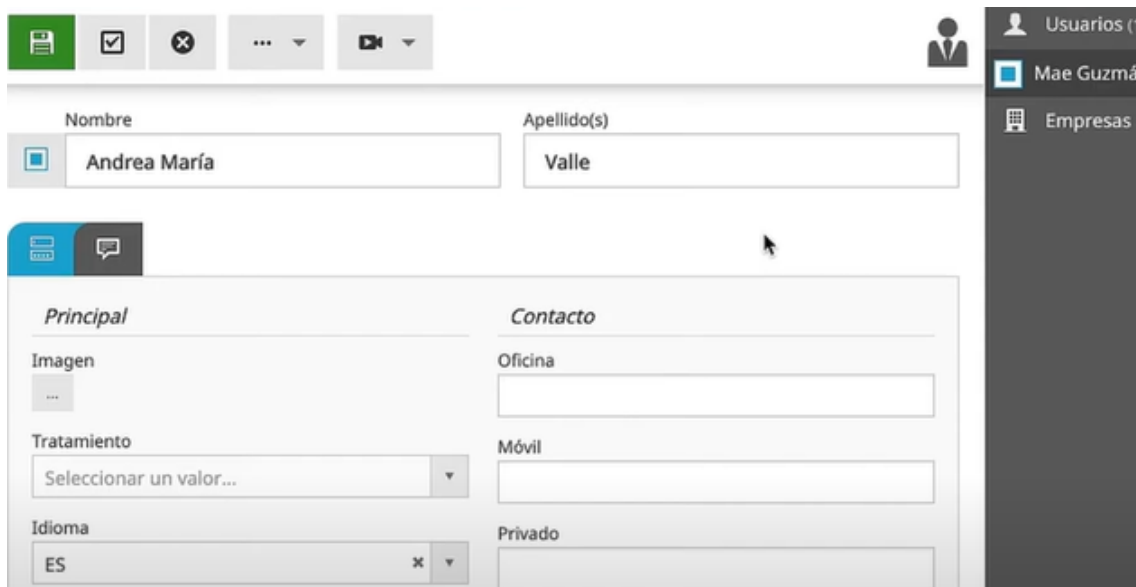 Usuarios (
Mae Guzmá
Empresas
Nombre
Andrea María
Apellido(s)
Valle
Principal
Imagen
...
Tratamiento
Seleccionar un valor...
Idioma
ES
Contacto
Oficina
Móvil
Privado